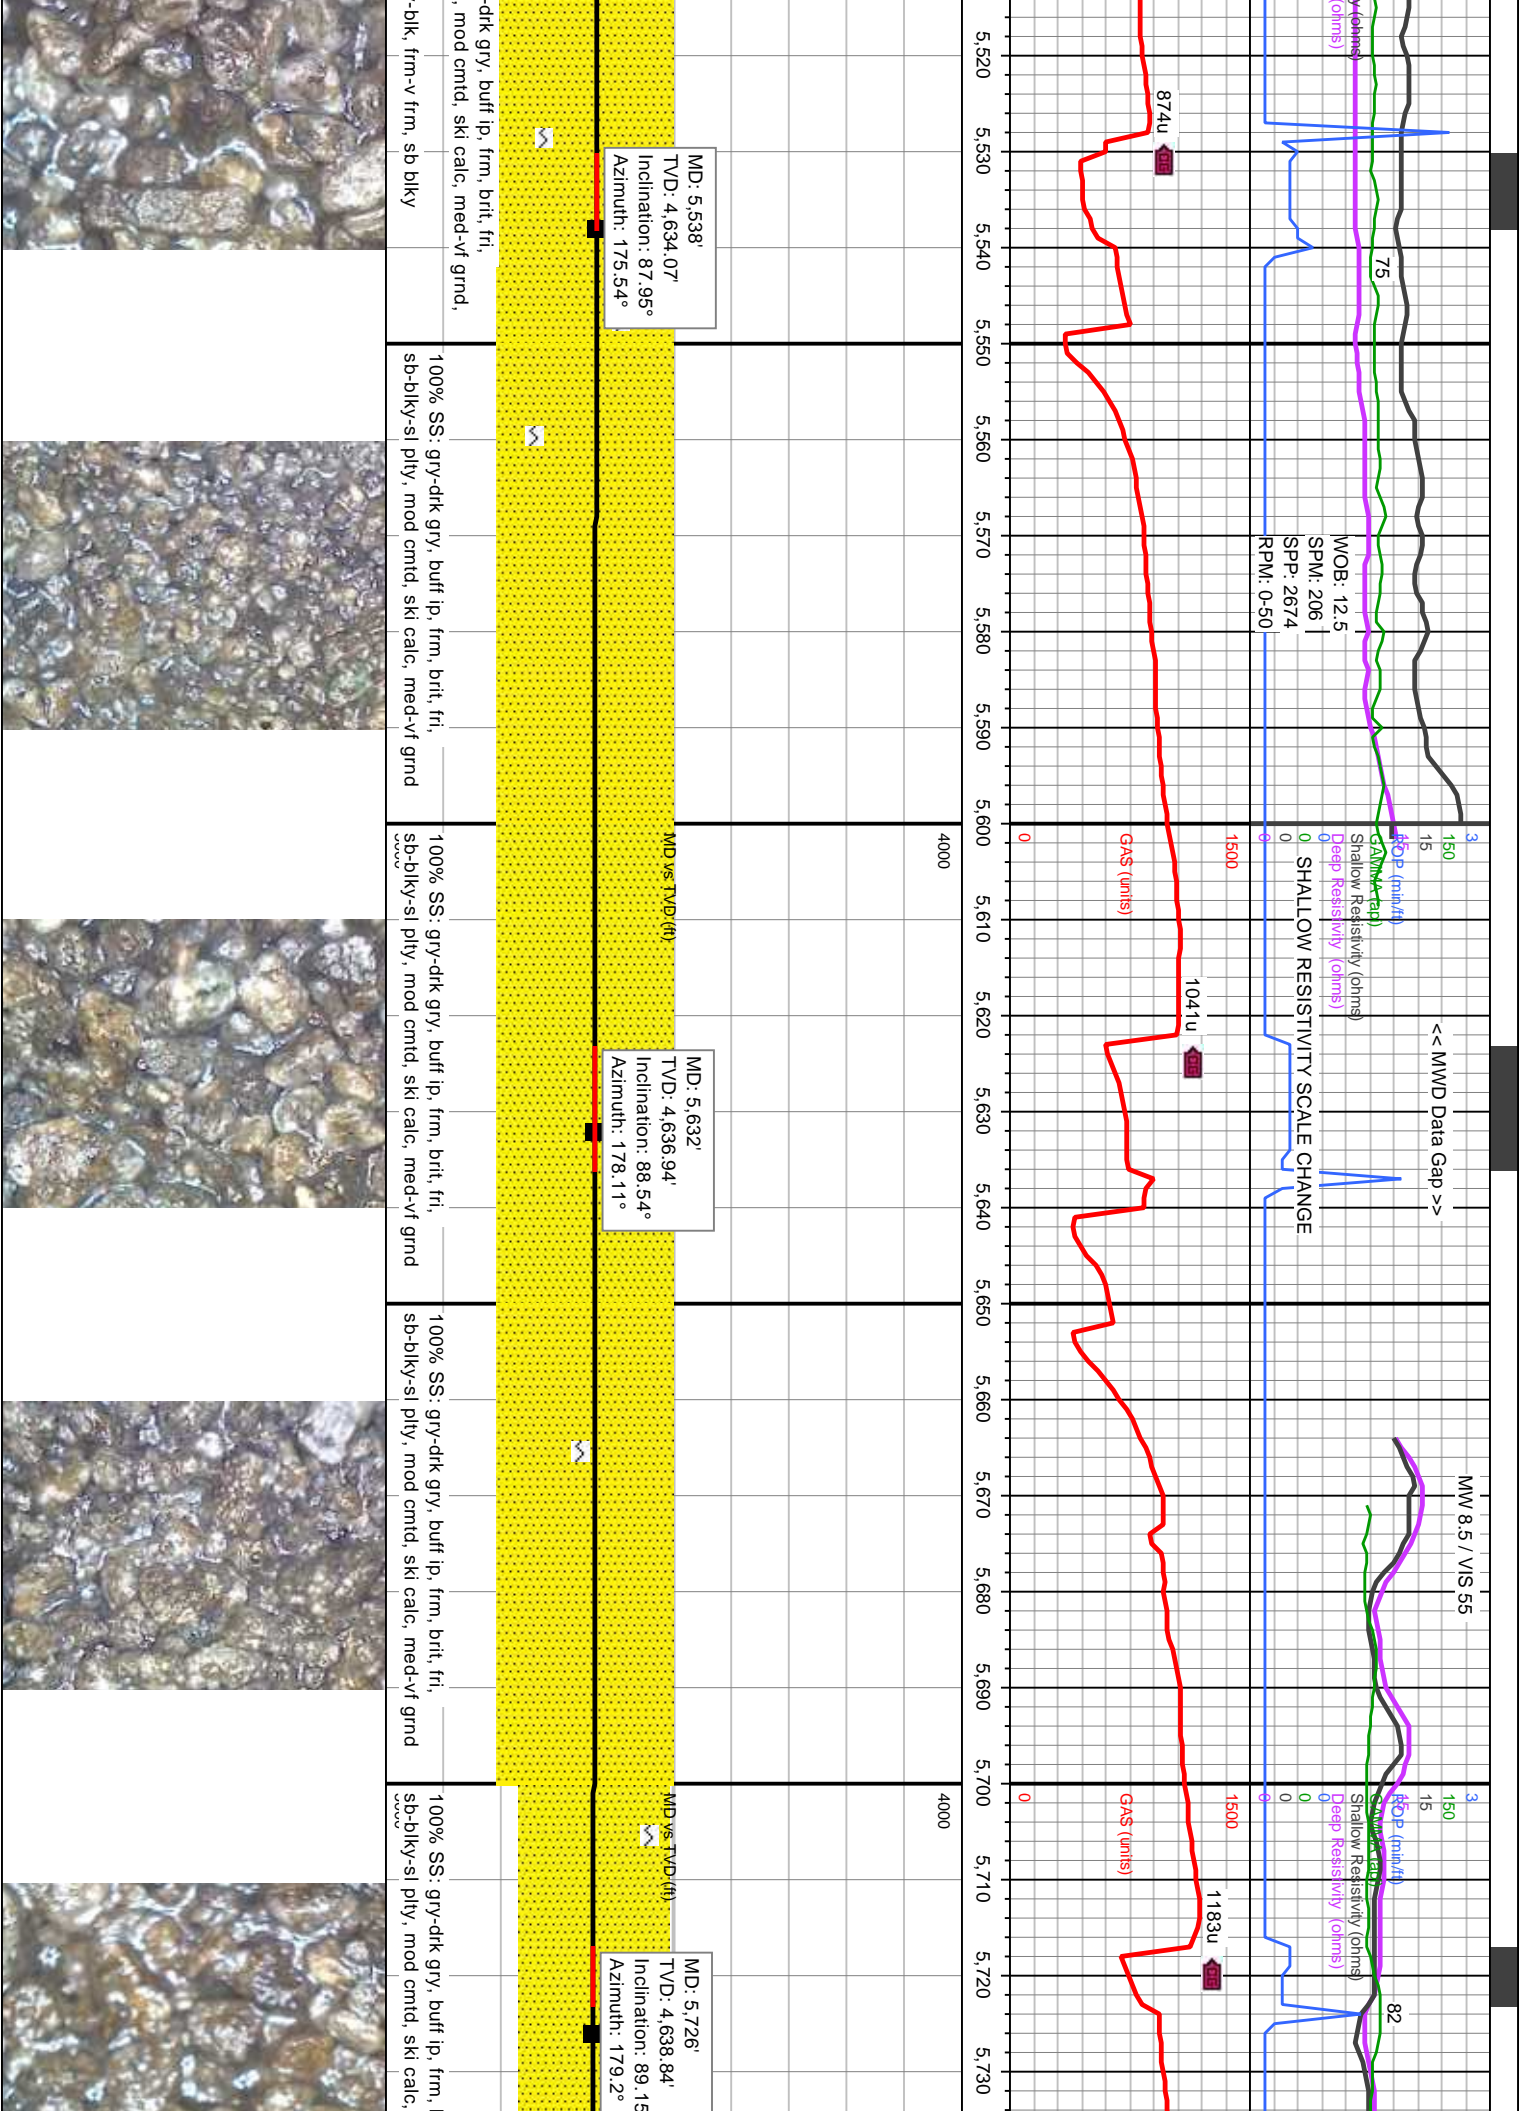 y (ohms)
(ohms)
<< MWD Data Gap >>
MW 8.5 / VIS 55
75
82
WOB: 12.5
SPM: 206
SPP: 2674
RPM: 0-50
SHALLOW RESISTIVITY SCALE CHANGE
3
ROP (min/ft)
0
150
0
15
Shallow Resistivity (ohms)
0
15
Deep Resistivity (ohms)
0
3
ROP (min/ft)
0
150
0
15
Shallow Resistivity (ohms)
0
15
Deep Resistivity (ohms)
0
874u
1041u
1183u
1500
GAS (units)
0
1500
GAS (units)
0
5,520
5,530
5,540
5,550
5,560
5,570
5,580
5,590
5,600
5,610
5,620
5,630
5,640
5,650
5,660
5,670
5,680
5,690
5,700
5,710
5,720
5,730
4000
MD vs TVD (ft)
4000
MD vs TVD (ft)
MD: 5,538'
TVD: 4,634.07'
Inclination: 87.95°
Azimuth: 175.54°
MD: 5,632'
TVD: 4,636.94'
Inclination: 88.54°
Azimuth: 178.11°
MD: 5,726'
TVD: 4,638.84'
Inclination: 89.15
Azimuth: 179.2°
-drk gry, buff ip, frm, brit, fri,
, mod cmtd, ski calc, med-vf grnd,
-blk, frm-v frm, sb blky
100% SS: gry-drk gry, buff ip, frm, brit, fri,
sb-blky-sl plty, mod cmtd, ski calc, med-vf grnd
100% SS: gry-drk gry, buff ip, frm, brit, fri,
sb-blky-sl plty, mod cmtd, ski calc, med-vf grnd
100% SS: gry-drk gry, buff ip, frm, brit, fri,
sb-blky-sl plty, mod cmtd, ski calc, med-vf grnd
100% SS: gry-drk gry, buff ip, frm,
sb-blky-sl plty, mod cmtd, ski calc,